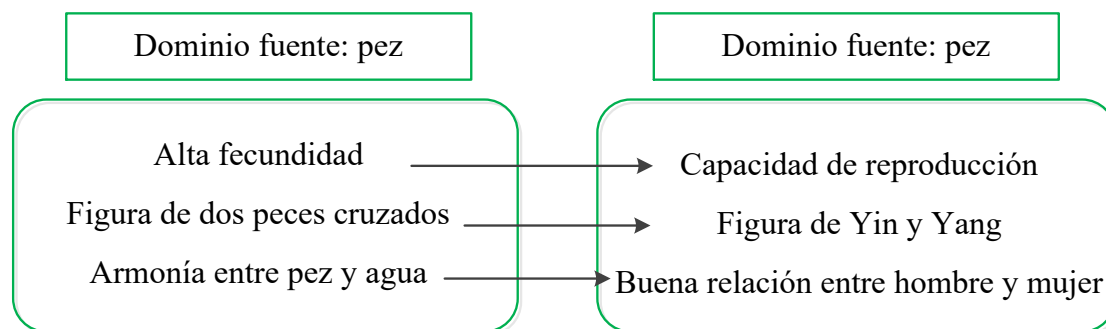 Dominio fuente: pez
Dominio fuente: pez
Alta fecundidad
Capacidad de reproducción
Figura de dos peces cruzados
Figura de Yin y Yang
Armonía entre pez y agua
Buena relación entre hombre y mujer